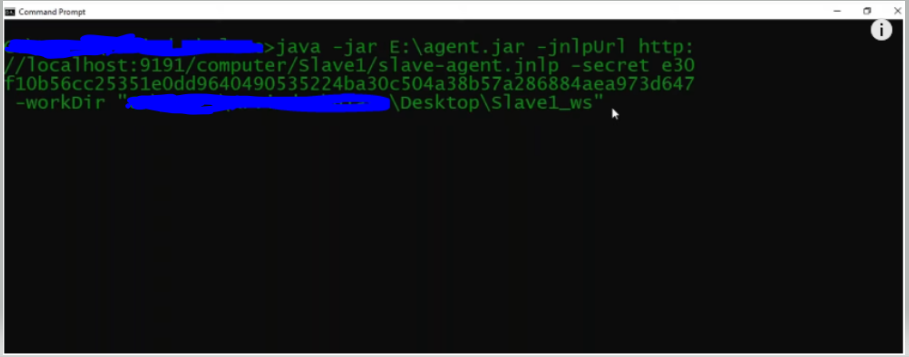 Command Prompt
>java -jar E:\agent.jar -jnlpUrl http:
//localhost:9191/computer/Slave1/slave-agent.jnlp -secret e30
f10b56cc25351e0dd9640490535224ba30c504a38b57a286884aea973d647
-workDir "\Desktop\Slave1_ws"